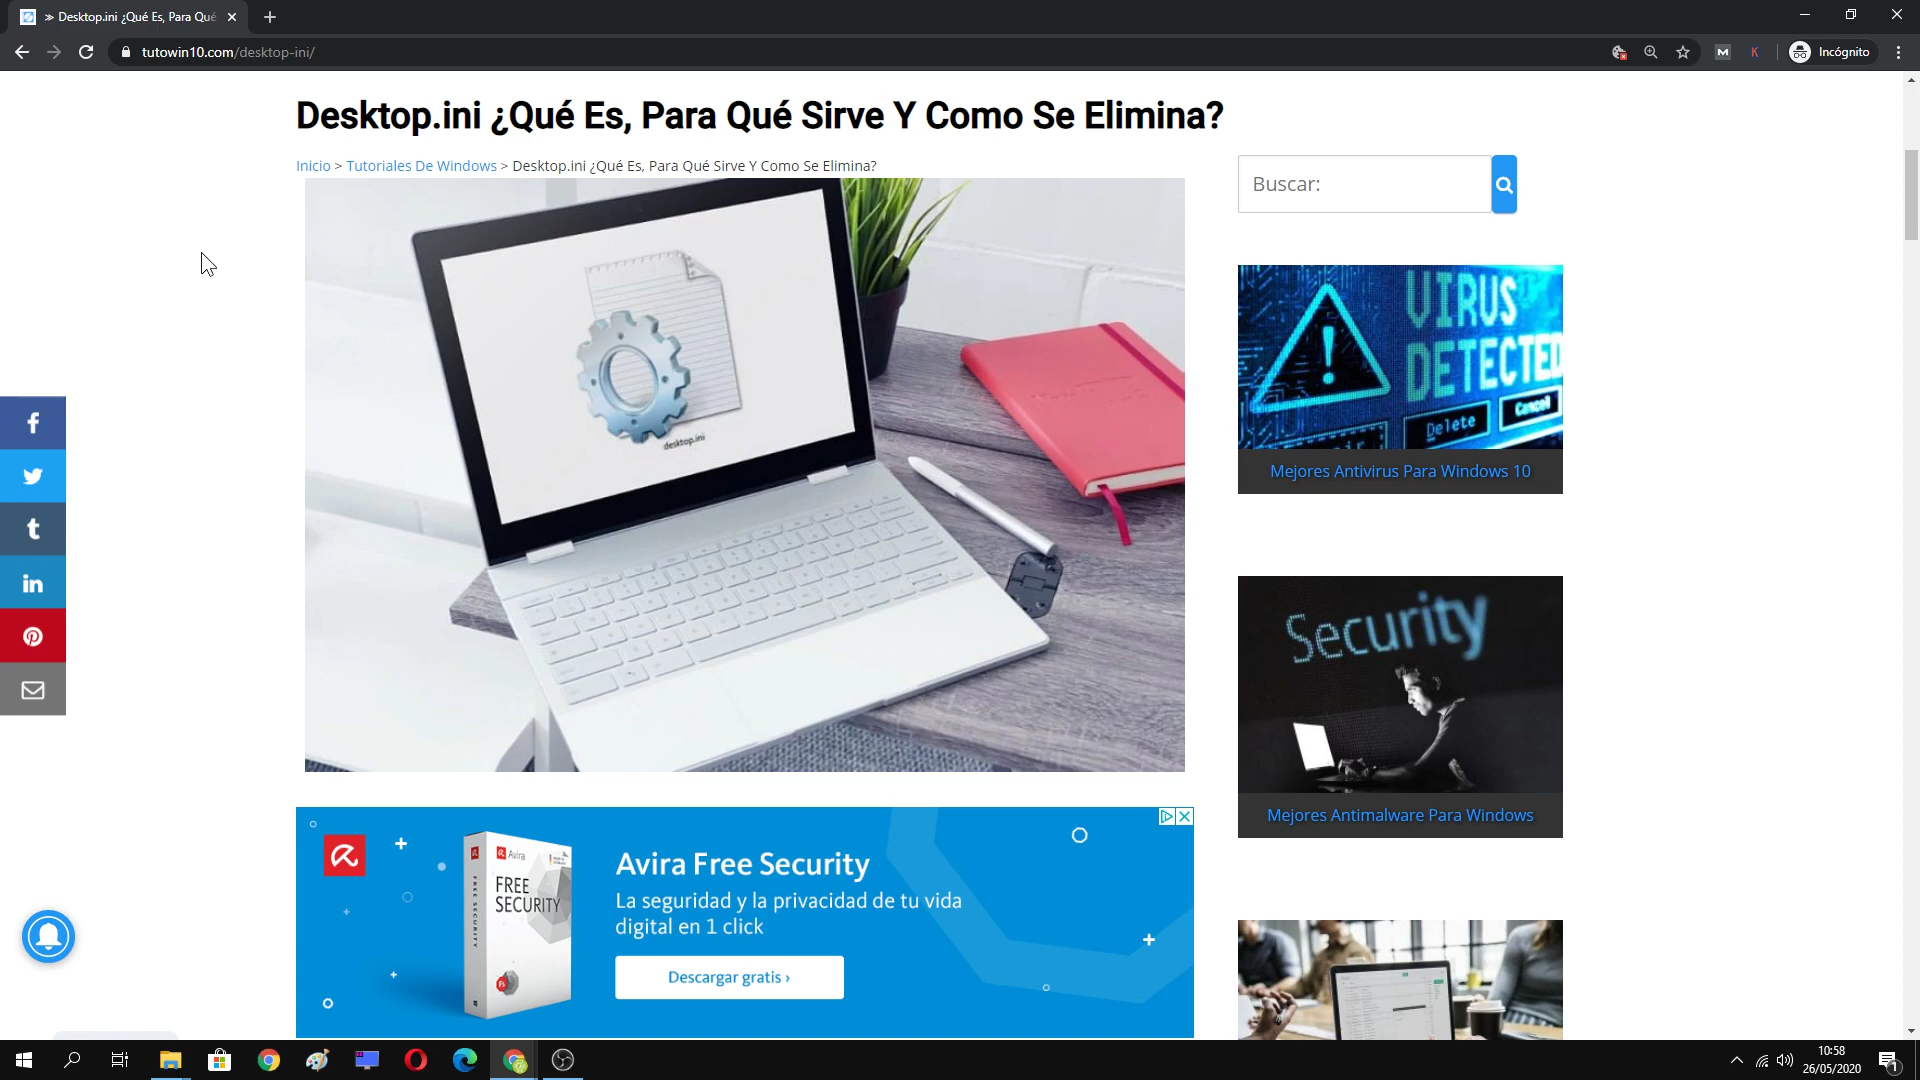 ≫ Desktop.ini ¿Qué Es, Para Qué
tutowin10.com/desktop-ini/
Incógnito
Desktop.ini ¿Qué Es, Para Qué Sirve Y Como Se Elimina?
Inicio > Tutoriales De Windows > Desktop.ini ¿Qué Es, Para Qué Sirve Y Como Se Elimina?
Buscar:
desktop.ini
VIRUS
DETECTED
Delete
Cancel
Mejores Antivirus Para Windows 10
Security
Mejores Antimalware Para Windows
Avira
FREE
SECURITY
FREE SECURITY
Avira Free Security
La seguridad y la privacidad de tu vida
digital en 1 click
Descargar gratis ›
10:58
26/05/2020
1